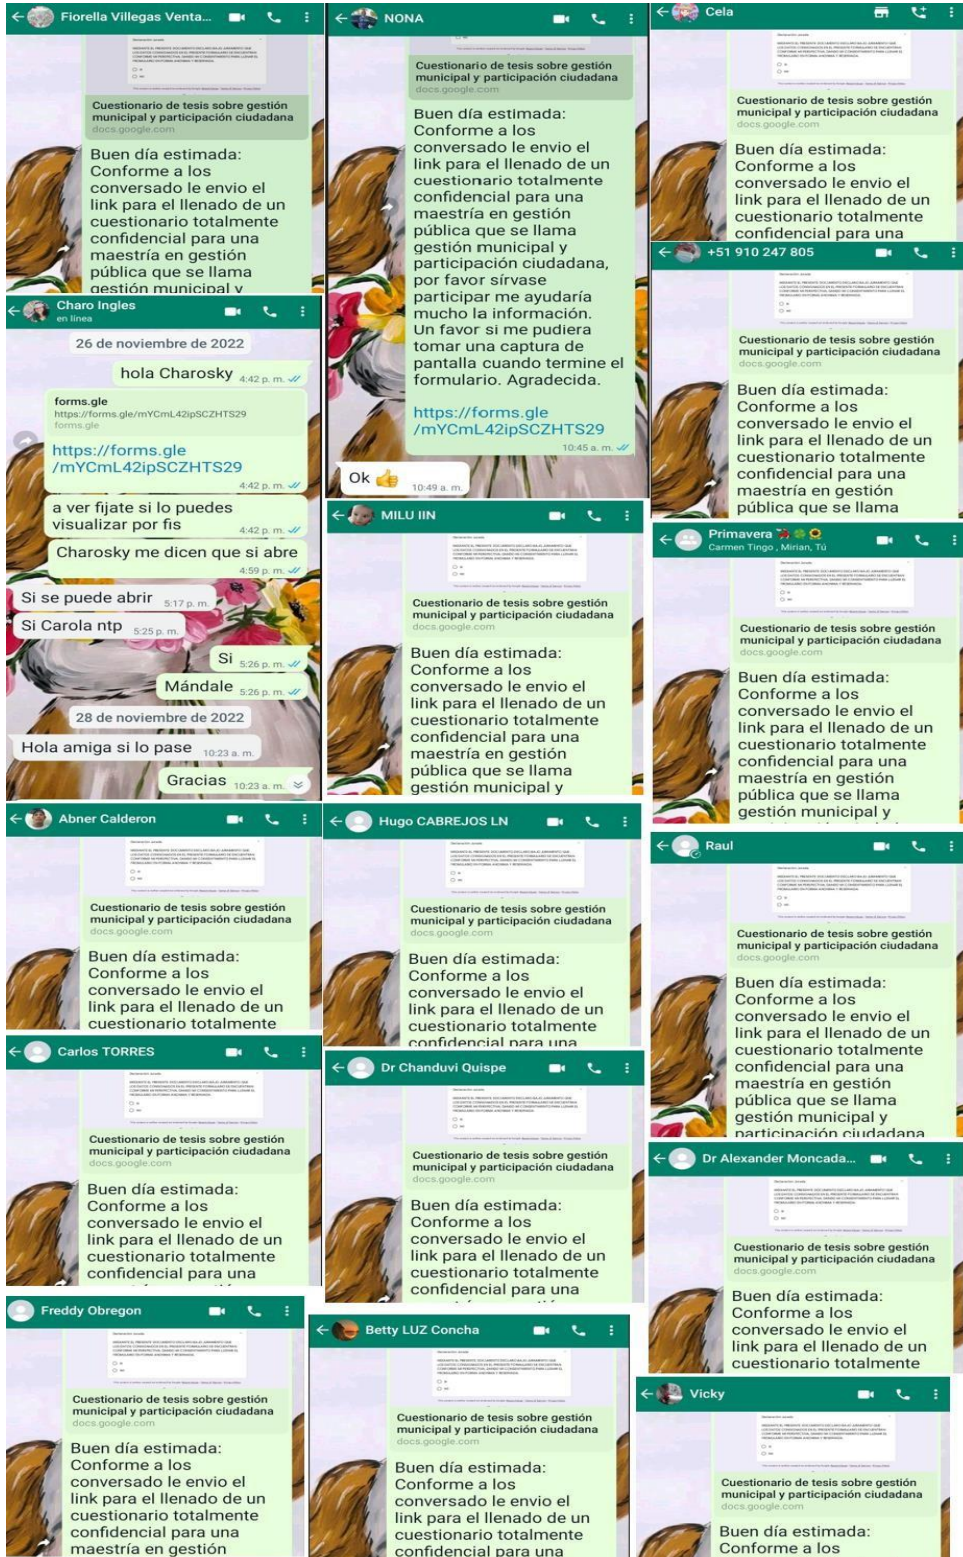 Fiorella Villegas Venta...
Cuestionario de tesis sobre gestión
municipal y participación ciudadana
docs.google.com
Buen día estimada:
Conforme a los
conversado le envio el
link para el llenado de un
cuestionario totalmente
confidencial para una
maestría en gestión
pública que se llama
gestión municipal y
Charo Ingles
en línea
26 de noviembre de 2022
hola Charosky 4:42 p. m.
forms.gle
https://forms.gle/mYCmL42ipSCZHTS29
forms.gle
https://forms.gle
/mYCmL42ipSCZHTS29
4:42 p. m.
a ver fijate si lo puedes
visualizar por fis
4:42 p. m.
Charosky me dicen que si abre
4:59 p. m.
Si se puede abrir 5:17 p. m.
Si Carola ntp 5:25 p. m.
Si 5:26 p. m.
Mándale 5:26 p. m.
28 de noviembre de 2022
Hola amiga si lo pase 10:23 a. m.
Gracias 10:23 a. m.
Abner Calderon
Cuestionario de tesis sobre gestión
municipal y participación ciudadana
docs.google.com
Buen día estimada:
Conforme a los
conversado le envio el
link para el llenado de un
cuestionario totalmente
Carlos TORRES
Cuestionario de tesis sobre gestión
municipal y participación ciudadana
docs.google.com
Buen día estimada:
Conforme a los
conversado le envio el
link para el llenado de un
cuestionario totalmente
confidencial para una
Freddy Obregon
Cuestionario de tesis sobre gestión
municipal y participación ciudadana
docs.google.com
Buen día estimada:
Conforme a los
conversado le envio el
link para el llenado de un
cuestionario totalmente
confidencial para una
maestría en gestión
NONA
Cuestionario de tesis sobre gestión
municipal y participación ciudadana
docs.google.com
Buen día estimada:
Conforme a los
conversado le envio el
link para el llenado de un
cuestionario totalmente
confidencial para una
maestría en gestión
pública que se llama
gestión municipal y
participación ciudadana,
por favor sírvase
participar me ayudaría
mucho la información.
Un favor si me pudiera
tomar una captura de
pantalla cuando termine el
formulario. Agradecida.
https://forms.gle
/mYCmL42ipSCZHTS29
10:45 a. m.
Ok 👍 10:49 a. m.
MILU IIN
Cuestionario de tesis sobre gestión
municipal y participación ciudadana
docs.google.com
Buen día estimada:
Conforme a los
conversado le envio el
link para el llenado de un
cuestionario totalmente
confidencial para una
maestría en gestión
pública que se llama
gestión municipal y
Hugo CABREJOS LN
Cuestionario de tesis sobre gestión
municipal y participación ciudadana
docs.google.com
Buen día estimada:
Conforme a los
conversado le envio el
link para el llenado de un
cuestionario totalmente
confidencial para una
Dr Chanduvi Quispe
Cuestionario de tesis sobre gestión
municipal y participación ciudadana
docs.google.com
Buen día estimada:
Conforme a los
conversado le envio el
link para el llenado de un
cuestionario totalmente
confidencial para una
Betty LUZ Concha
Cuestionario de tesis sobre gestión
municipal y participación ciudadana
docs.google.com
Buen día estimada:
Conforme a los
conversado le envio el
link para el llenado de un
cuestionario totalmente
confidencial para una
Cela
Cuestionario de tesis sobre gestión
municipal y participación ciudadana
docs.google.com
Buen día estimada:
Conforme a los
conversado le envio el
link para el llenado de un
cuestionario totalmente
confidencial para una
+51 910 247 805
Cuestionario de tesis sobre gestión
municipal y participación ciudadana
docs.google.com
Buen día estimada:
Conforme a los
conversado le envio el
link para el llenado de un
cuestionario totalmente
confidencial para una
maestría en gestión
pública que se llama
Primavera
Carmen Tingo , Mirian, Tú
Cuestionario de tesis sobre gestión
municipal y participación ciudadana
docs.google.com
Buen día estimada:
Conforme a los
conversado le envio el
link para el llenado de un
cuestionario totalmente
confidencial para una
maestría en gestión
pública que se llama
gestión municipal y
Raul
Cuestionario de tesis sobre gestión
municipal y participación ciudadana
docs.google.com
Buen día estimada:
Conforme a los
conversado le envio el
link para el llenado de un
cuestionario totalmente
confidencial para una
maestría en gestión
pública que se llama
gestión municipal y
participación ciudadana
Dr Alexander Moncada...
Cuestionario de tesis sobre gestión
municipal y participación ciudadana
docs.google.com
Buen día estimada:
Conforme a los
conversado le envio el
link para el llenado de un
cuestionario totalmente
Vicky
Cuestionario de tesis sobre gestión
municipal y participación ciudadana
docs.google.com
Buen día estimada:
Conforme a los